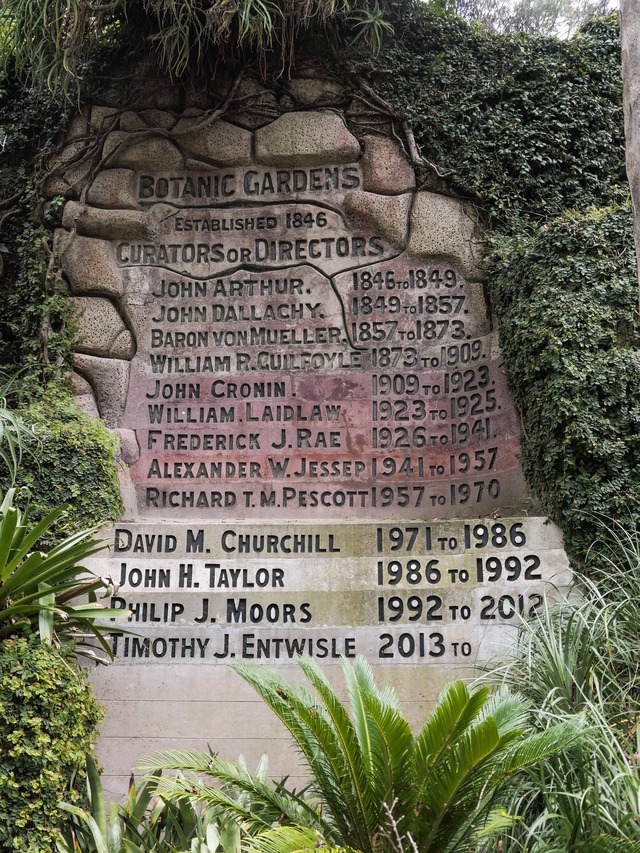 BOTANIC GARDENS
ESTABLISHED 1846
CURATORS OR DIRECTORS
JOHN ARTHUR. 1846 TO 1849.
JOHN DALLACHY. 1849 TO 1857.
BARON VON MUELLER. 1857 TO 1873.
WILLIAM R. GUILFOYLE 1873 TO 1909.
JOHN CRONIN 1909 TO 1923.
WILLIAM LAIDLAW 1923 TO 1925.
FREDERICK J. RAE 1926 TO 1941.
ALEXANDER W. JESSEP 1941 TO 1957
RICHARD T. M. PESCOTT 1957 TO 1970
DAVID M. CHURCHILL 1971 TO 1986
JOHN H. TAYLOR 1986 TO 1992
PHILIP J. MOORS 1992 TO 2012
TIMOTHY J. ENTWISLE 2013 TO